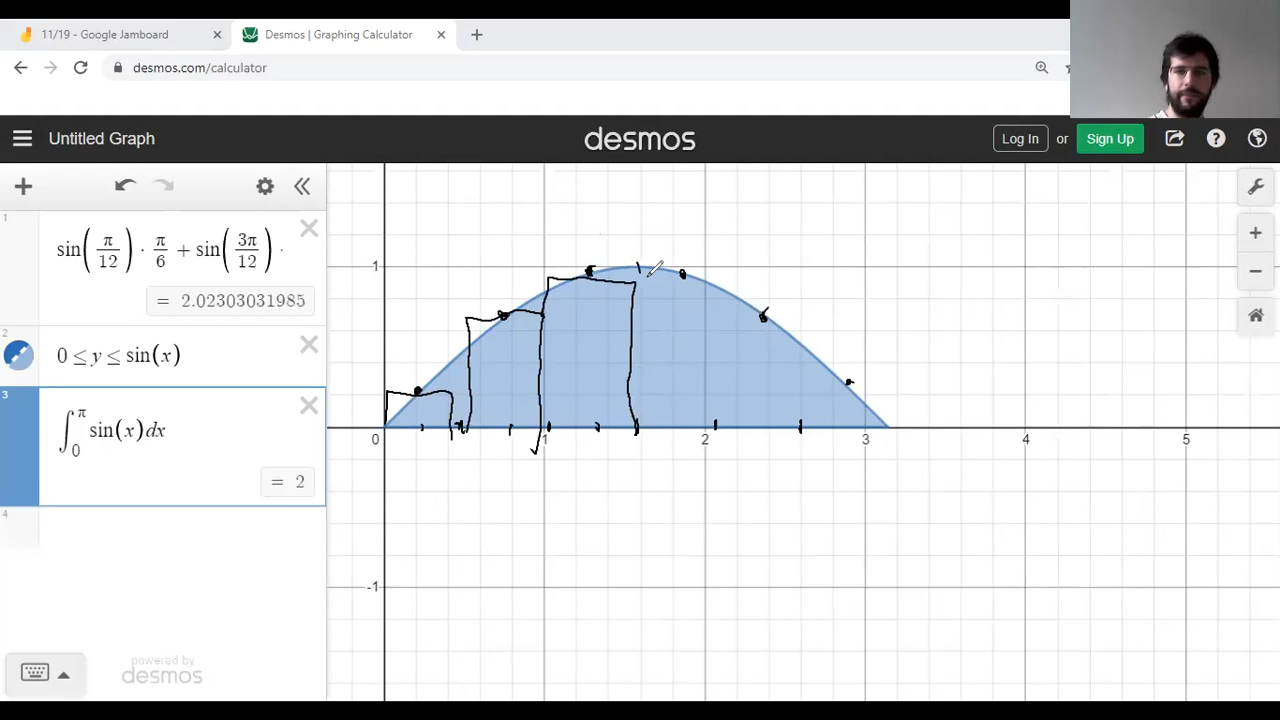 11/19 - Google Jamboard
Desmos | Graphing Calculator
desmos.com/calculator
Untitled Graph
desmos
Log In or Sign Up
1
sin(π/12) · π/6 + sin(3π/12) ·
= 2.02303031985
2
0 ≤ y ≤ sin(x)
3
∫_0^π sin(x)dx
= 2
4
powered by
desmos
1
0 1 2 3 4 5
-1